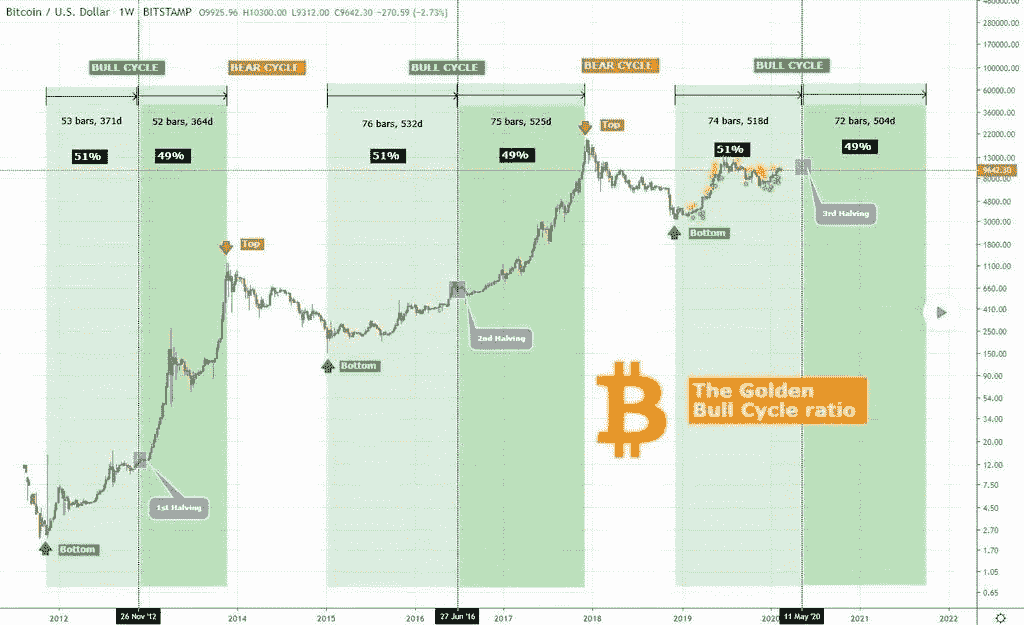 Bitcoin / U.S. Dollar · 1W · BITSTAMP O9925.96 H10300.00 L9312.00 C9642.30 −270.59 (−2.73%)
BULL CYCLE BEAR CYCLE BULL CYCLE BEAR CYCLE BULL CYCLE
53 bars, 371d 52 bars, 364d 76 bars, 532d 75 bars, 525d 74 bars, 518d 72 bars, 504d
51% 49% 51% 49% 51% 49%
Top
Top
Bottom
Bottom
Bottom
1st Halving
2nd Halving
3rd Halving
The Golden
Bull Cycle ratio
280000.00
170000.00
100000.00
60000.00
36000.00
22000.00
13000.00
9642.30
8000.00
4800.00
3000.00
1800.00
1100.00
660.00
410.00
250.00
150.00
90.00
54.00
34.00
20.00
12.00
7.50
4.50
2.70
1.70
1.05
0.65
2012 26 Nov '12 2014 2015 27 Jun '16 2017 2018 2019 2020 11 May '20 2021 2022